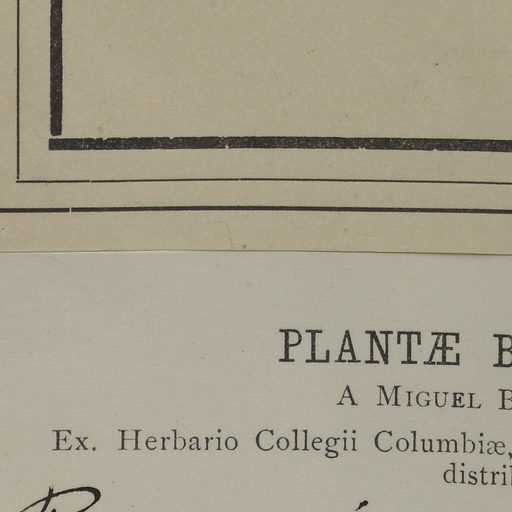 PLANTÆ B
A MIGUEL B
Ex. Herbario Collegii Columbiæ,
distri